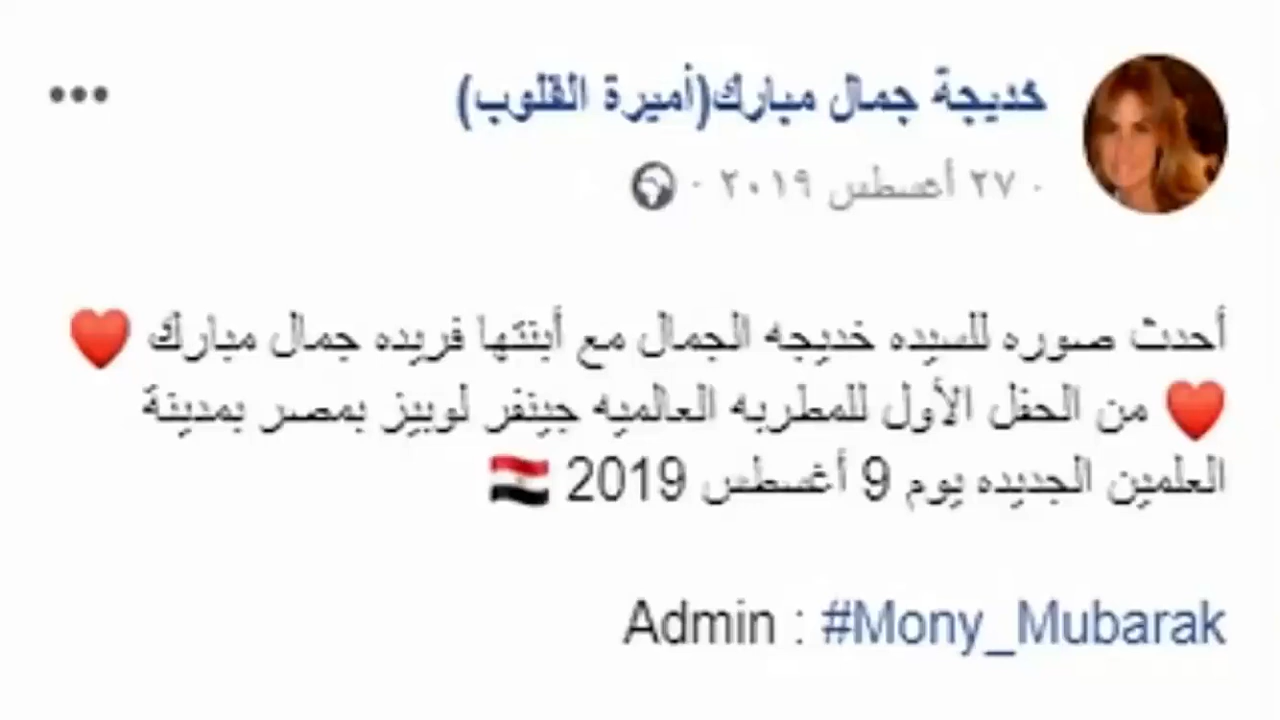 خديجة جمال مبارك(أميرة القلوب)
٢٧ أغسطس ٢٠١٩
أحدث صوره للسيده خديجه الجمال مع أبنتها فريده جمال مبارك ♥️
♥️ من الحفل الأول للمطربه العالميه جينفر لوبيز بمصر بمدينة
العلمين الجديده يوم 9 أغسطس 2019 🇪🇬
Admin : #Mony_Mubarak